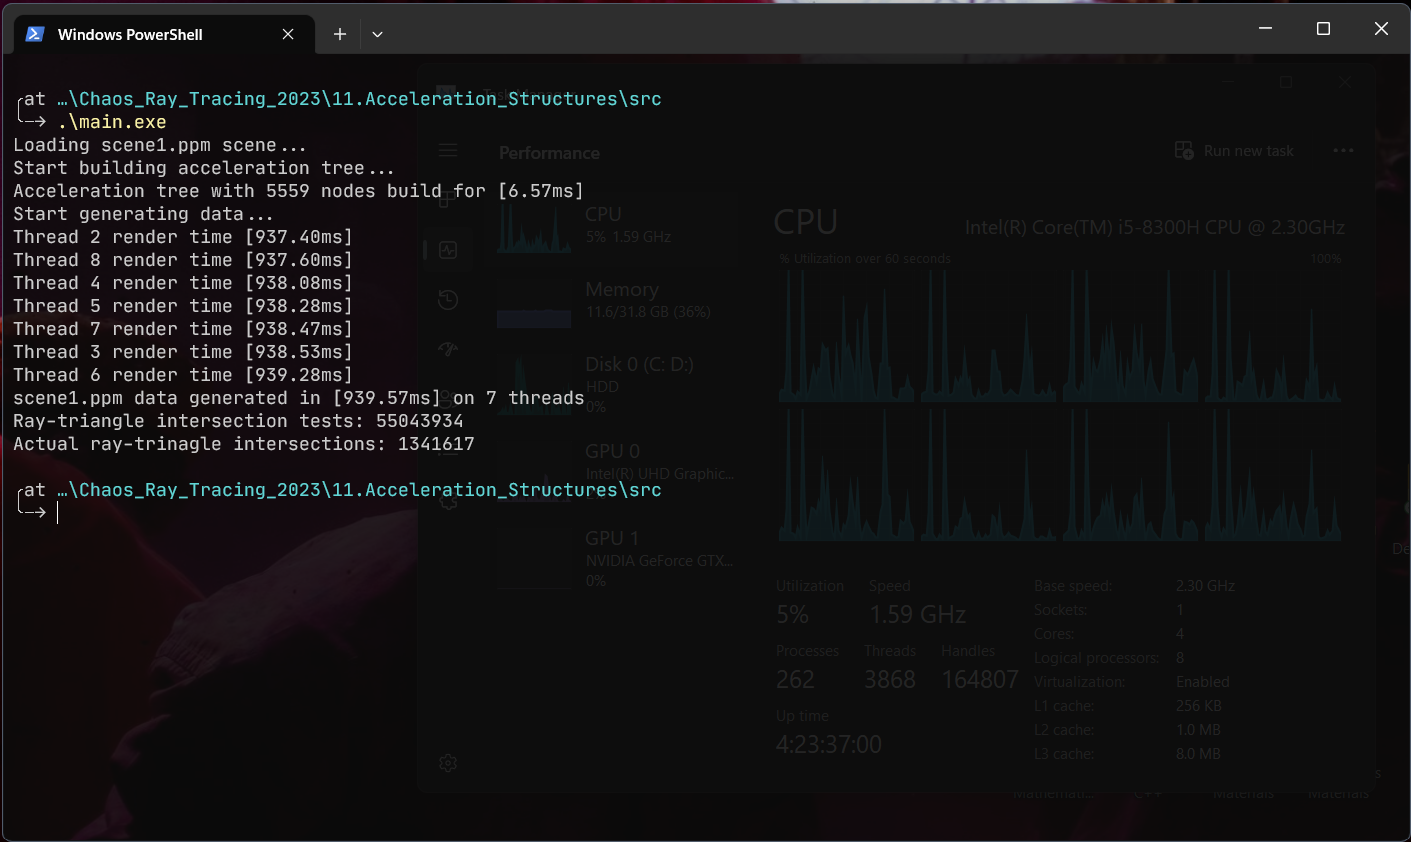 Windows PowerShell
at …\Chaos_Ray_Tracing_2023\11.Acceleration_Structures\src
.\main.exe
Loading scene1.ppm scene...
Start building acceleration tree...
Acceleration tree with 5559 nodes build for [6.57ms]
Start generating data...
Thread 2 render time [937.40ms]
Thread 8 render time [937.60ms]
Thread 4 render time [938.08ms]
Thread 5 render time [938.28ms]
Thread 7 render time [938.47ms]
Thread 3 render time [938.53ms]
Thread 6 render time [939.28ms]
scene1.ppm data generated in [939.57ms] on 7 threads
Ray-triangle intersection tests: 55043934
Actual ray-trinagle intersections: 1341617
at …\Chaos_Ray_Tracing_2023\11.Acceleration_Structures\src
Performance
Run new task
CPU
5% 1.59 GHz
Memory
11.6/31.8 GB (36%)
Disk 0 (C: D:)
HDD
0%
GPU 0
Intel(R) UHD Graphic...
GPU 1
NVIDIA GeForce GTX...
0%
CPU
Intel(R) Core(TM) i5-8300H CPU @ 2.30GHz
% Utilization over 60 seconds
100%
Utilization
Speed
5%
1.59 GHz
Processes
Threads
Handles
262
3868
164807
Up time
4:23:37:00
Base speed:
2.30 GHz
Sockets:
1
Cores:
4
Logical processors:
8
Virtualization:
Enabled
L1 cache:
256 KB
L2 cache:
1.0 MB
L3 cache:
8.0 MB